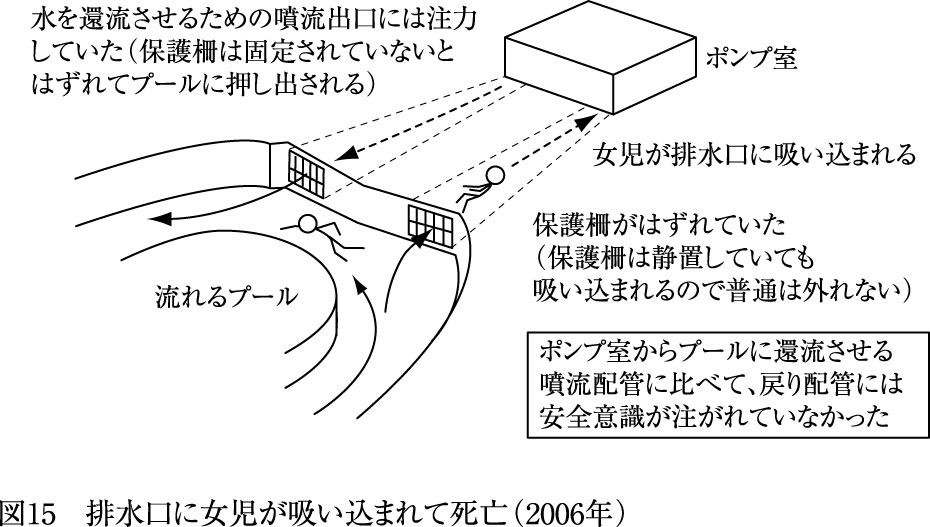 水を還流させるための噴流出口には注力
していた（保護柵は固定されていないと
はずれてプールに押し出される）
ポンプ室
女児が排水口に吸い込まれる
保護柵がはずれていた
（保護柵は静置していても
吸い込まれるので普通は外れない）
流れるプール
ポンプ室からプールに還流させる
噴流配管に比べて、戻り配管には
安全意識が注がれていなかった
図15　排水口に女児が吸い込まれて死亡（2006年）